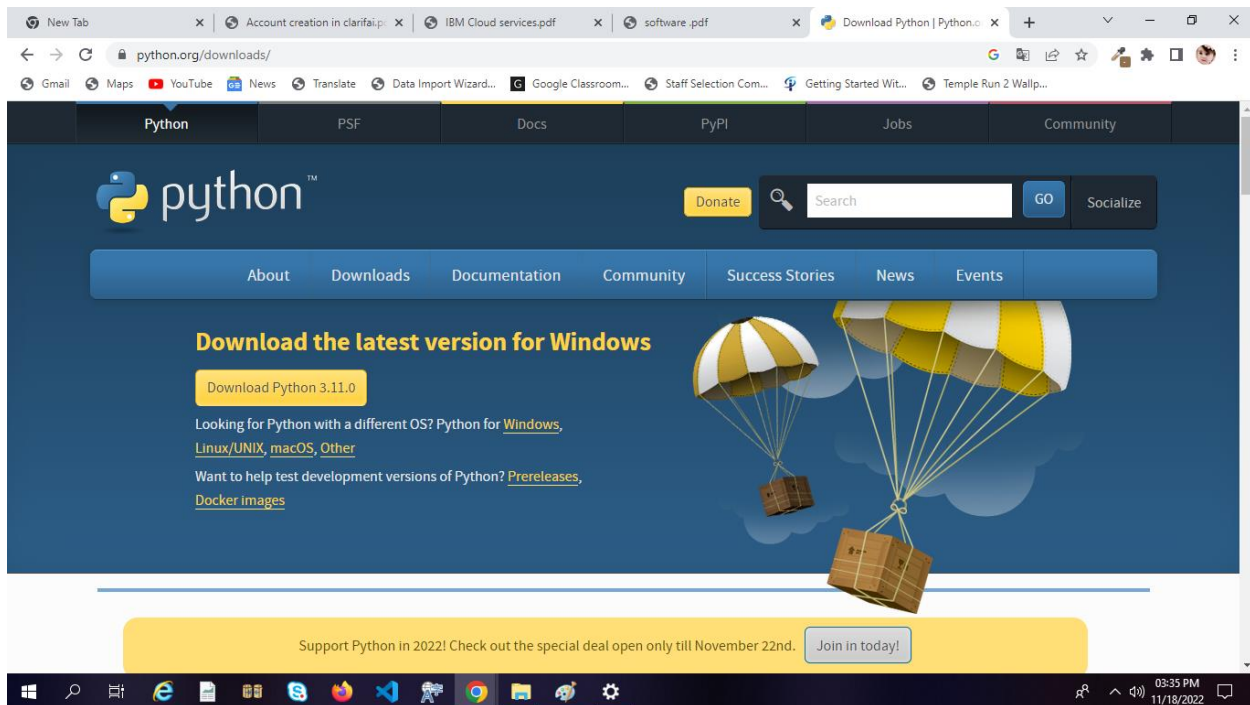 New Tab
Account creation in clarifai.p
IBM Cloud services.pdf
software .pdf
Download Python | Python.o
python.org/downloads/
Gmail
Maps
YouTube
News
Translate
Data Import Wizard...
Google Classroom...
Staff Selection Com...
Getting Started Wit...
Temple Run 2 Wallp...
Python
PSF
Docs
PyPI
Jobs
Community
python™
Donate
Search
GO
Socialize
About
Downloads
Documentation
Community
Success Stories
News
Events
Download the latest version for Windows
Download Python 3.11.0
Looking for Python with a different OS? Python for Windows,
Linux/UNIX, macOS, Other
Want to help test development versions of Python? Prereleases,
Docker images
Support Python in 2022! Check out the special deal open only till November 22nd.
Join in today!
03:35 PM
11/18/2022